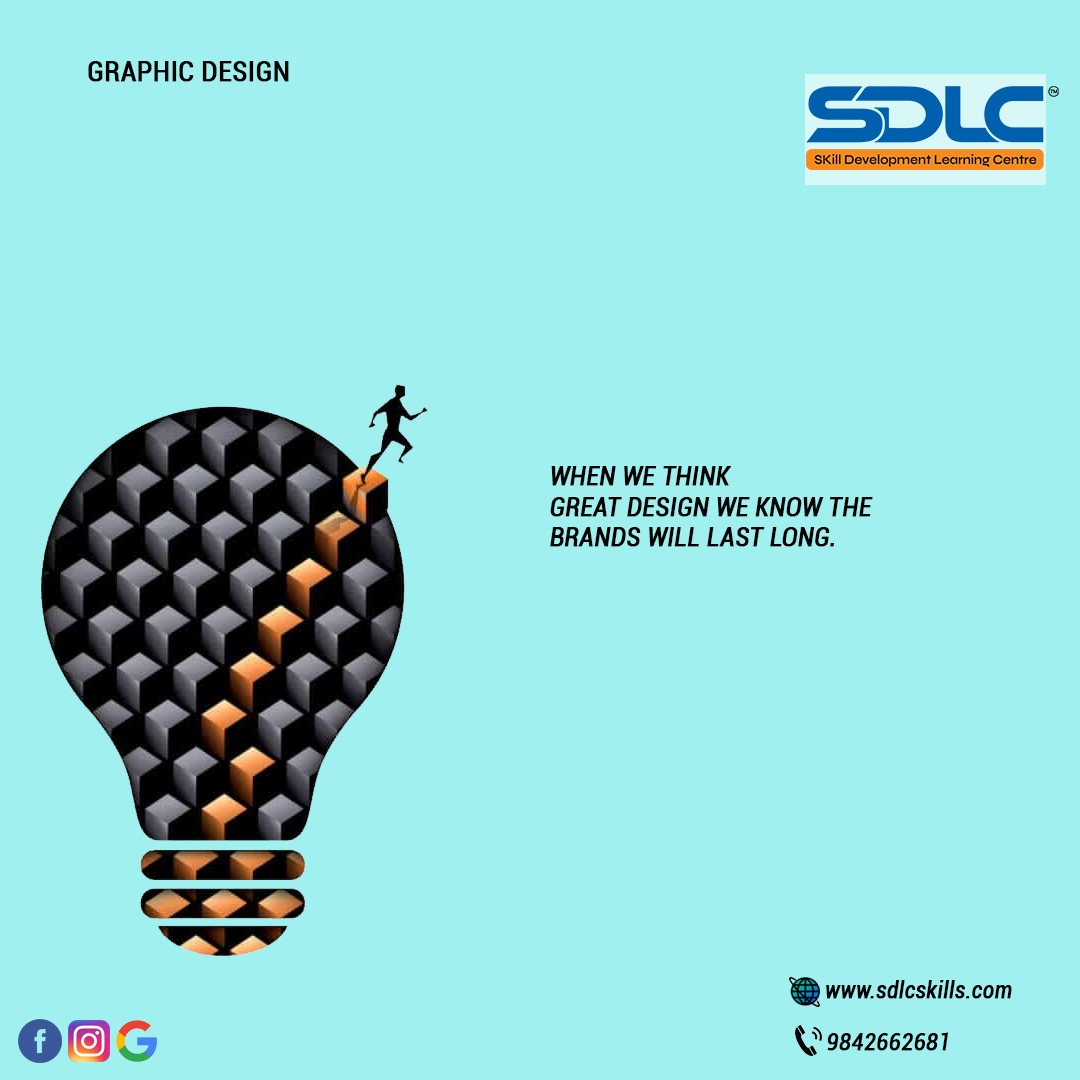 GRAPHIC DESIGN
SDLC™
SKill Development Learning Centre
WHEN WE THINK
GREAT DESIGN WE KNOW THE
BRANDS WILL LAST LONG.
www.sdlcskills.com
9842662681